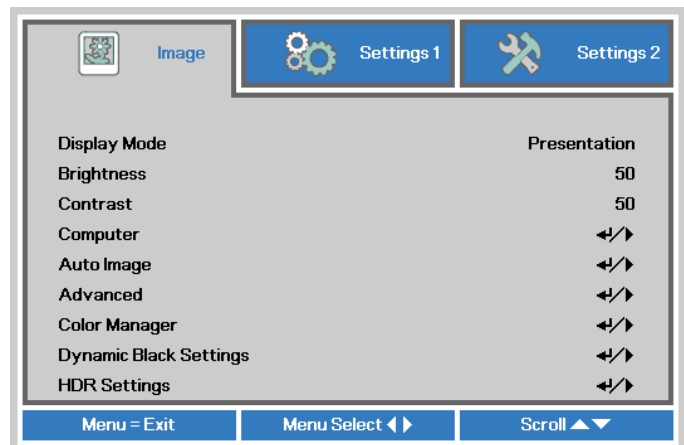 Image
Settings 1
Settings 2
Display Mode Presentation
Brightness 50
Contrast 50
Computer ↵/▶
Auto Image ↵/▶
Advanced ↵/▶
Color Manager ↵/▶
Dynamic Black Settings ↵/▶
HDR Settings ↵/▶
Menu = Exit
Menu Select ◀ ▶
Scroll ▲▼